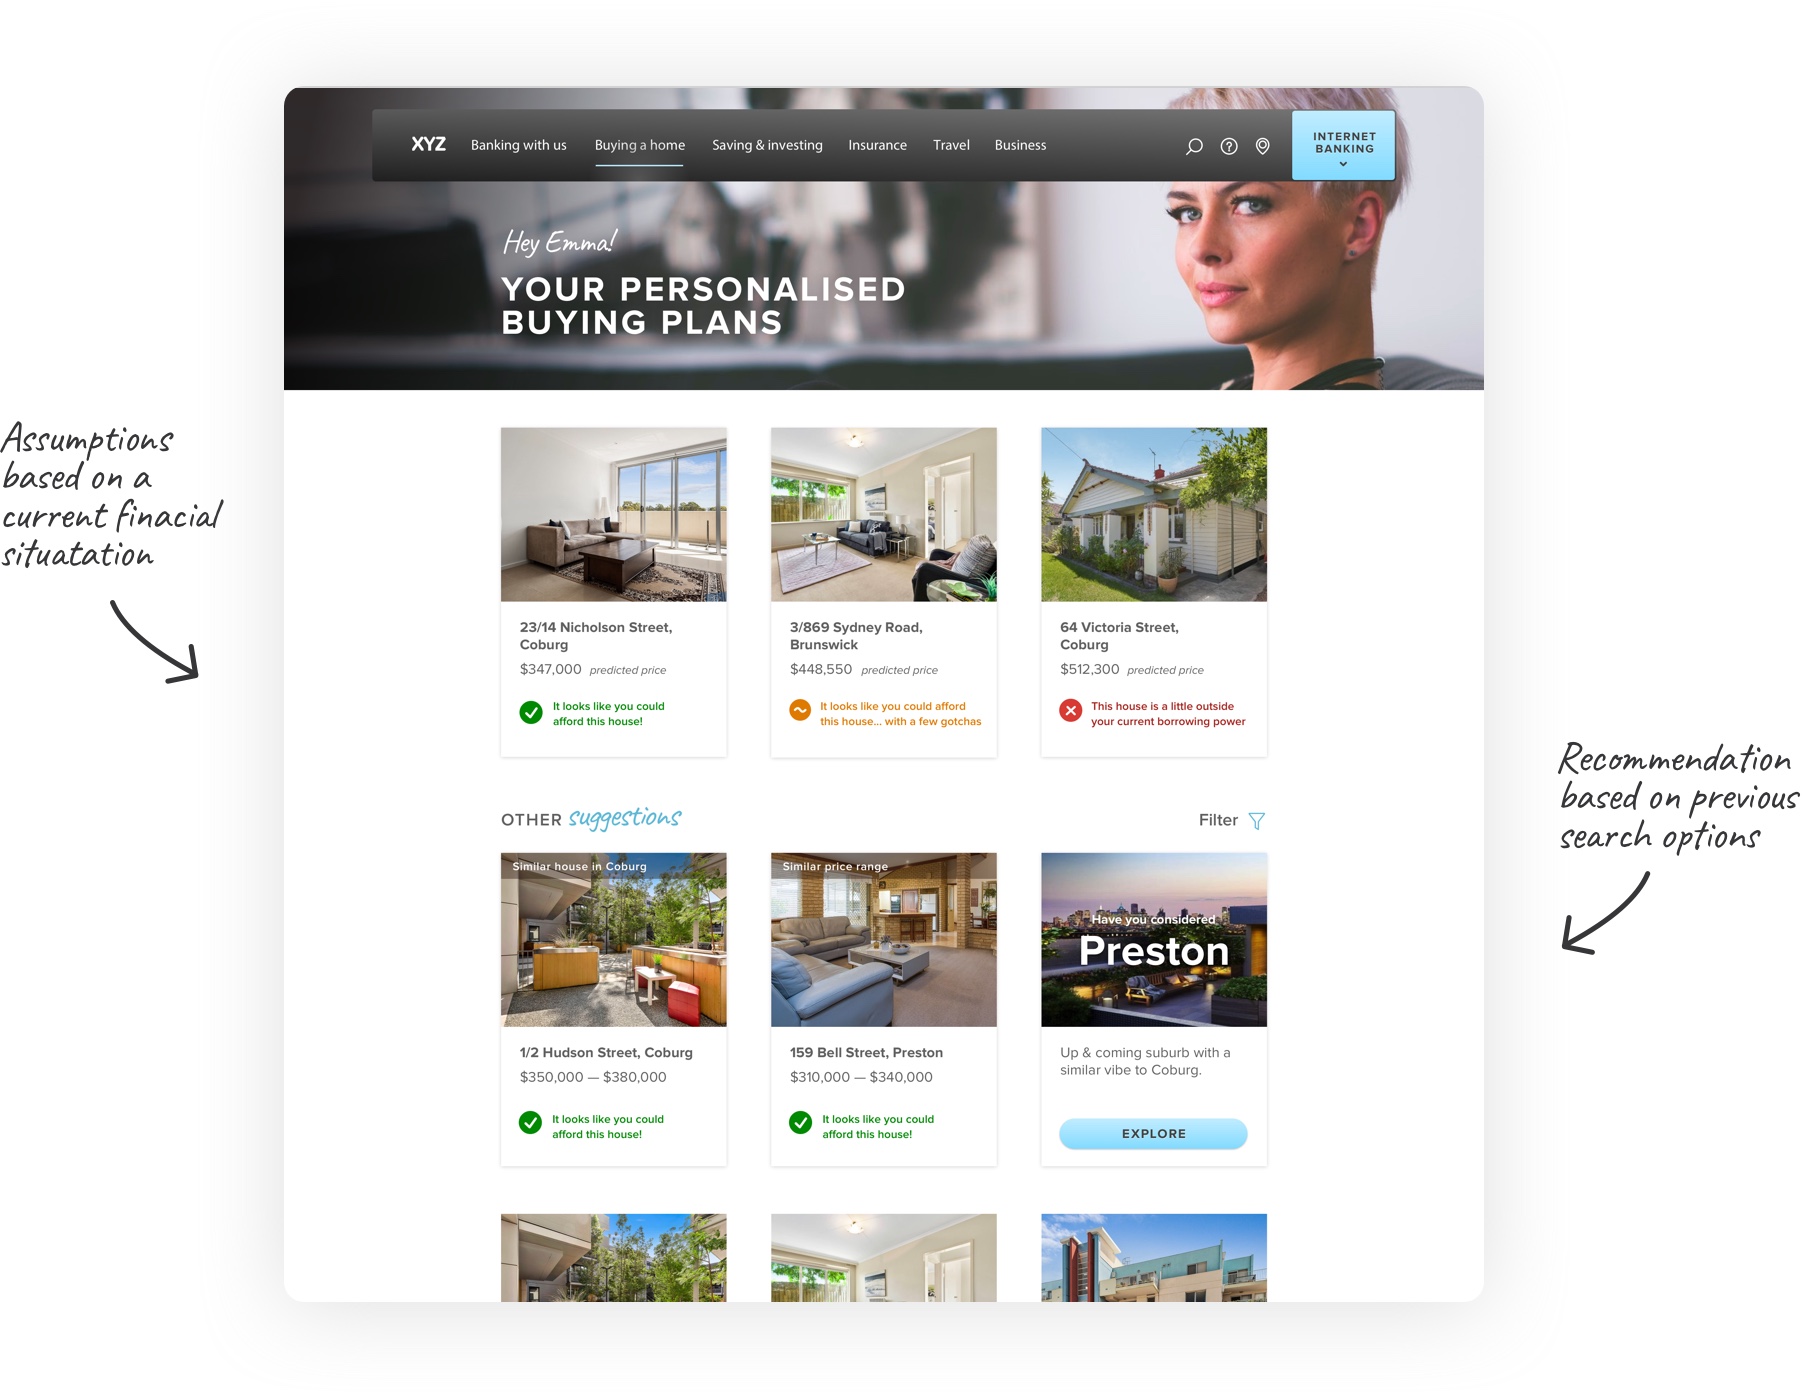 XYZ Banking with us Buying a home Saving & investing Insurance Travel Business
INTERNET
BANKING
Hey Emma!
YOUR PERSONALISED
BUYING PLANS
Assumptions
based on a
current finacial
situatation
23/14 Nicholson Street,
Coburg
$347,000 predicted price
It looks like you could
afford this house!
3/869 Sydney Road,
Brunswick
$448,550 predicted price
It looks like you could afford
this house... with a few gotchas
64 Victoria Street,
Coburg
$512,300 predicted price
This house is a little outside
your current borrowing power
Recommendation
based on previous
search options
OTHER suggestions
Filter
Similar house in Coburg
1/2 Hudson Street, Coburg
$350,000 — $380,000
It looks like you could
afford this house!
Similar price range
159 Bell Street, Preston
$310,000 — $340,000
It looks like you could
afford this house!
Have you considered
Preston
Up & coming suburb with a
similar vibe to Coburg.
EXPLORE